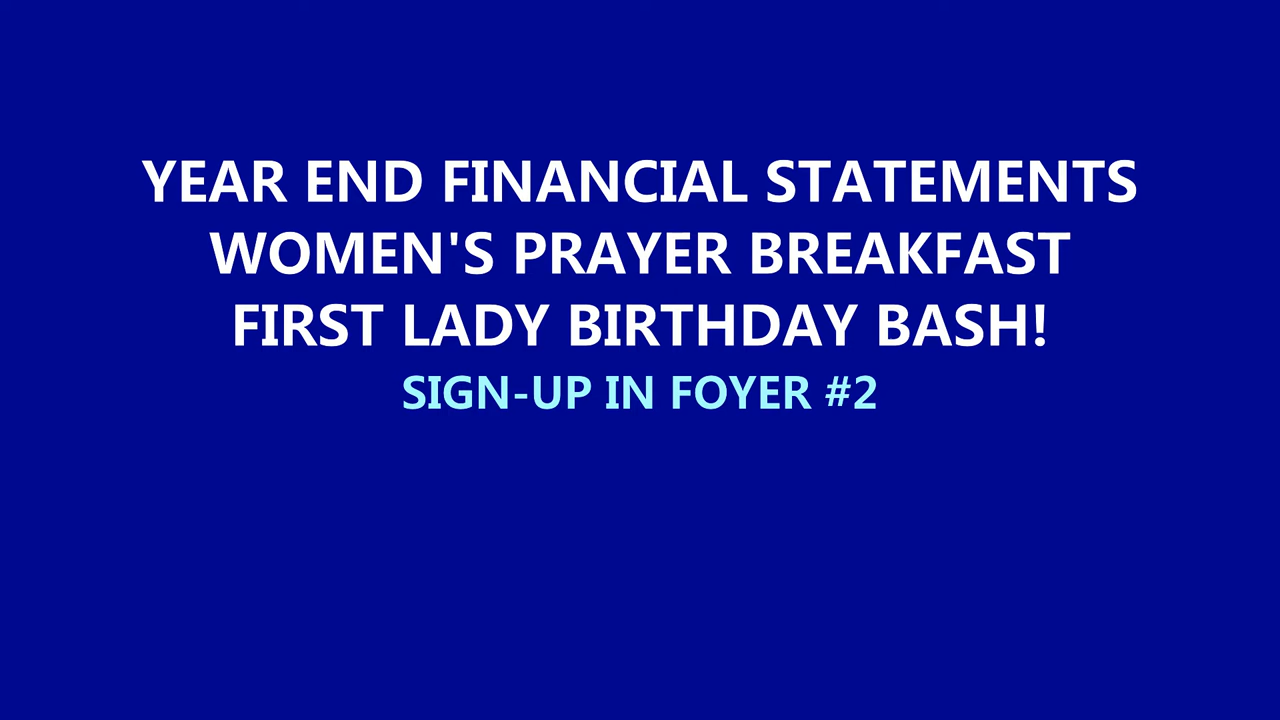 YEAR END FINANCIAL STATEMENTS
WOMEN'S PRAYER BREAKFAST
FIRST LADY BIRTHDAY BASH!
SIGN-UP IN FOYER #2